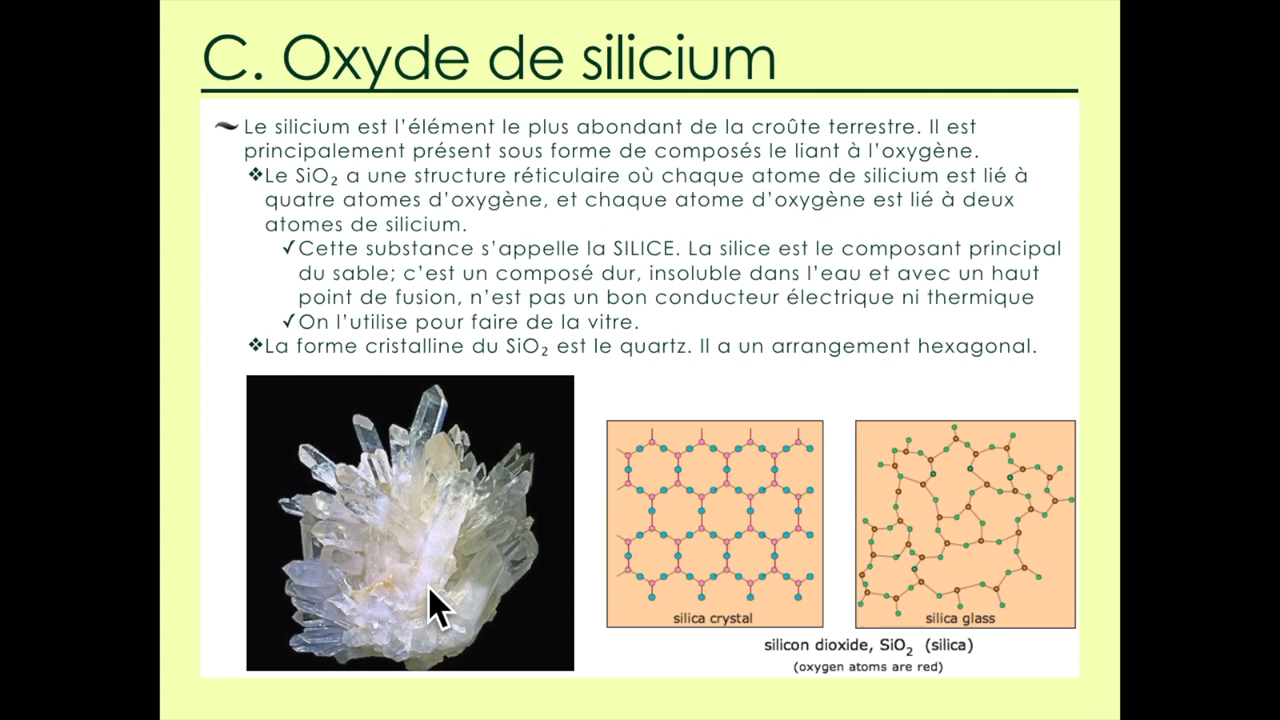 C. Oxyde de silicium
Le silicium est l’élément le plus abondant de la croûte terrestre. Il est
principalement présent sous forme de composés le liant à l’oxygène.
❖Le SiO₂ a une structure réticulaire où chaque atome de silicium est lié à
quatre atomes d’oxygène, et chaque atome d’oxygène est lié à deux
atomes de silicium.
✓Cette substance s’appelle la SILICE. La silice est le composant principal
du sable; c’est un composé dur, insoluble dans l’eau et avec un haut
point de fusion, n’est pas un bon conducteur électrique ni thermique
✓On l’utilise pour faire de la vitre.
❖La forme cristalline du SiO₂ est le quartz. Il a un arrangement hexagonal.
silica crystal
silica glass
silicon dioxide, SiO₂ (silica)
(oxygen atoms are red)